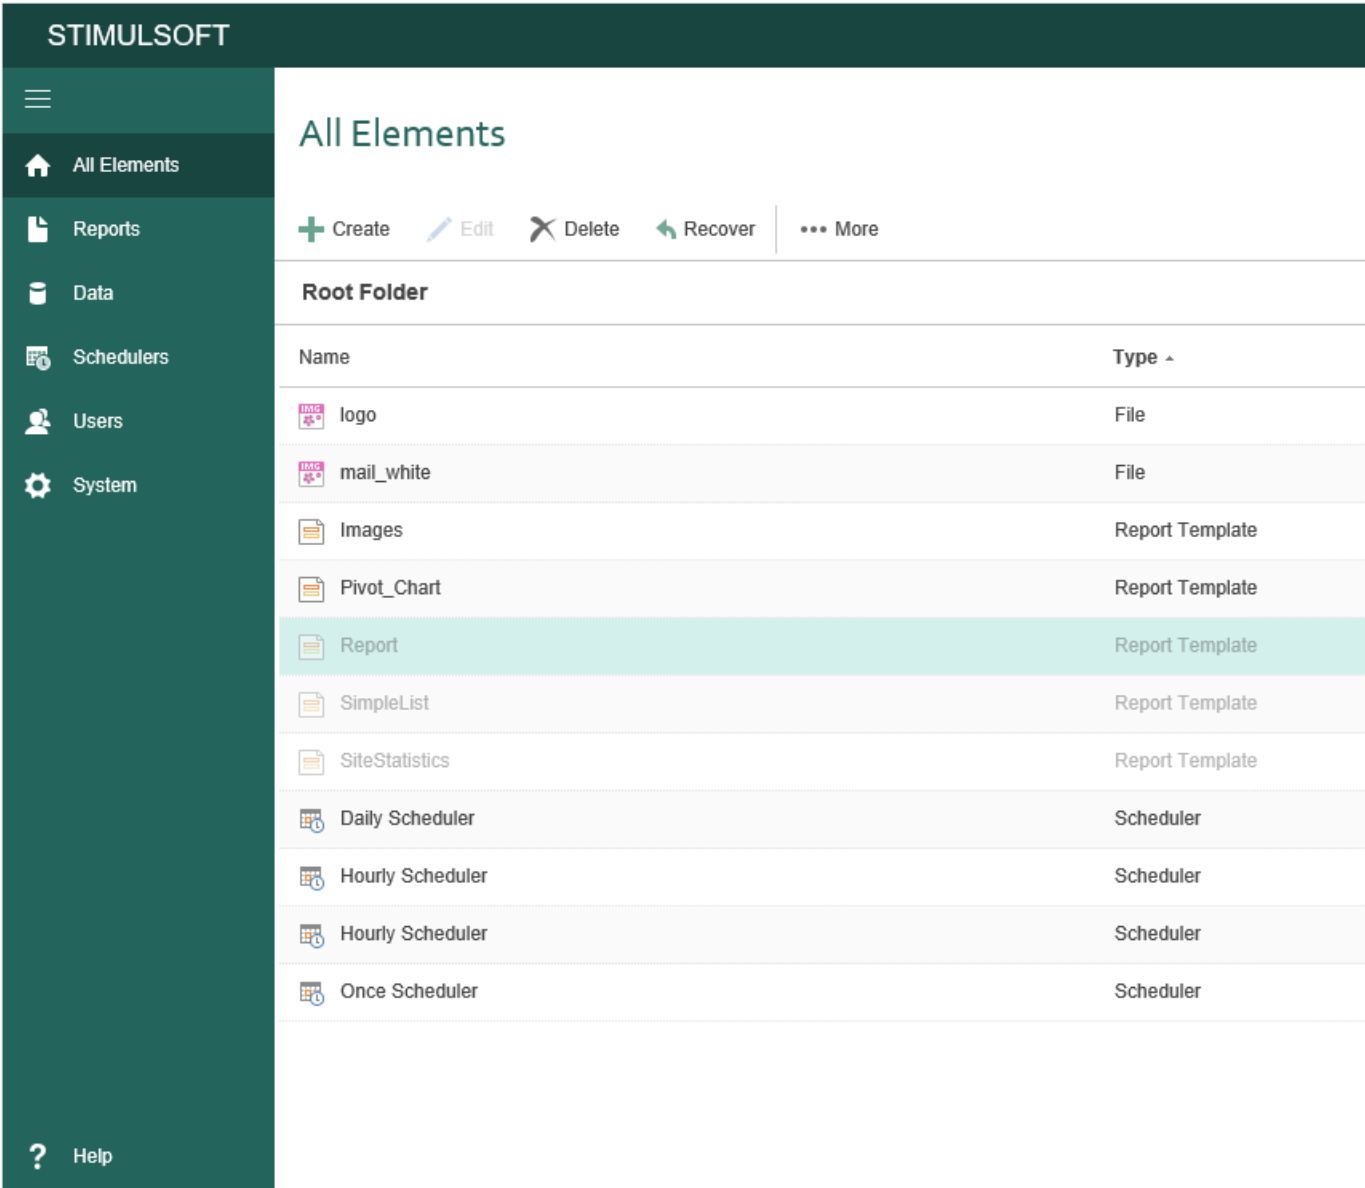 STIMULSOFT
All Elements
Reports
Data
Schedulers
Users
System
Help
All Elements
Create Edit Delete Recover More
Root Folder
Name Type
IMG logo File
IMG mail_white File
Images Report Template
Pivot_Chart Report Template
Report Report Template
SimpleList Report Template
SiteStatistics Report Template
Daily Scheduler Scheduler
Hourly Scheduler Scheduler
Hourly Scheduler Scheduler
Once Scheduler Scheduler